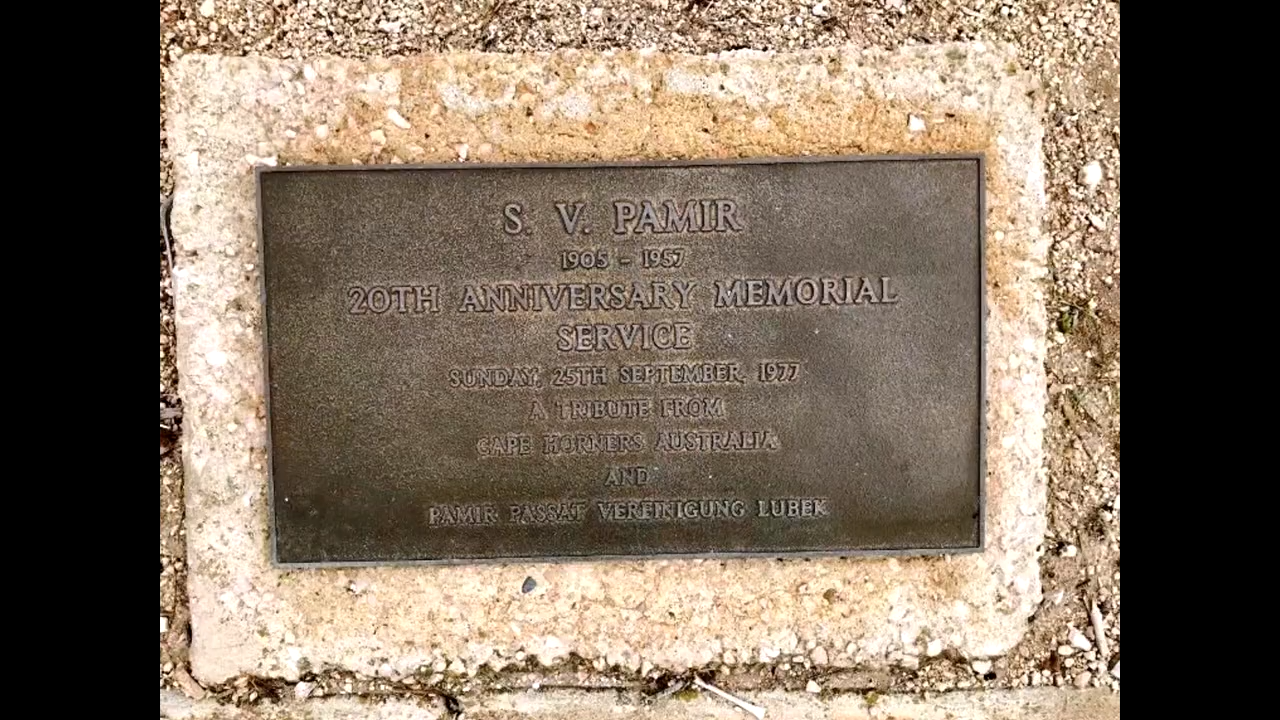 S. V. PAMIR
1905 - 1957
20TH ANNIVERSARY MEMORIAL
SERVICE
SUNDAY, 25TH SEPTEMBER, 1977
A TRIBUTE FROM
CAPE HORNERS AUSTRALIA
AND
PAMIR PASSAT VEREINIGUNG LUBEK